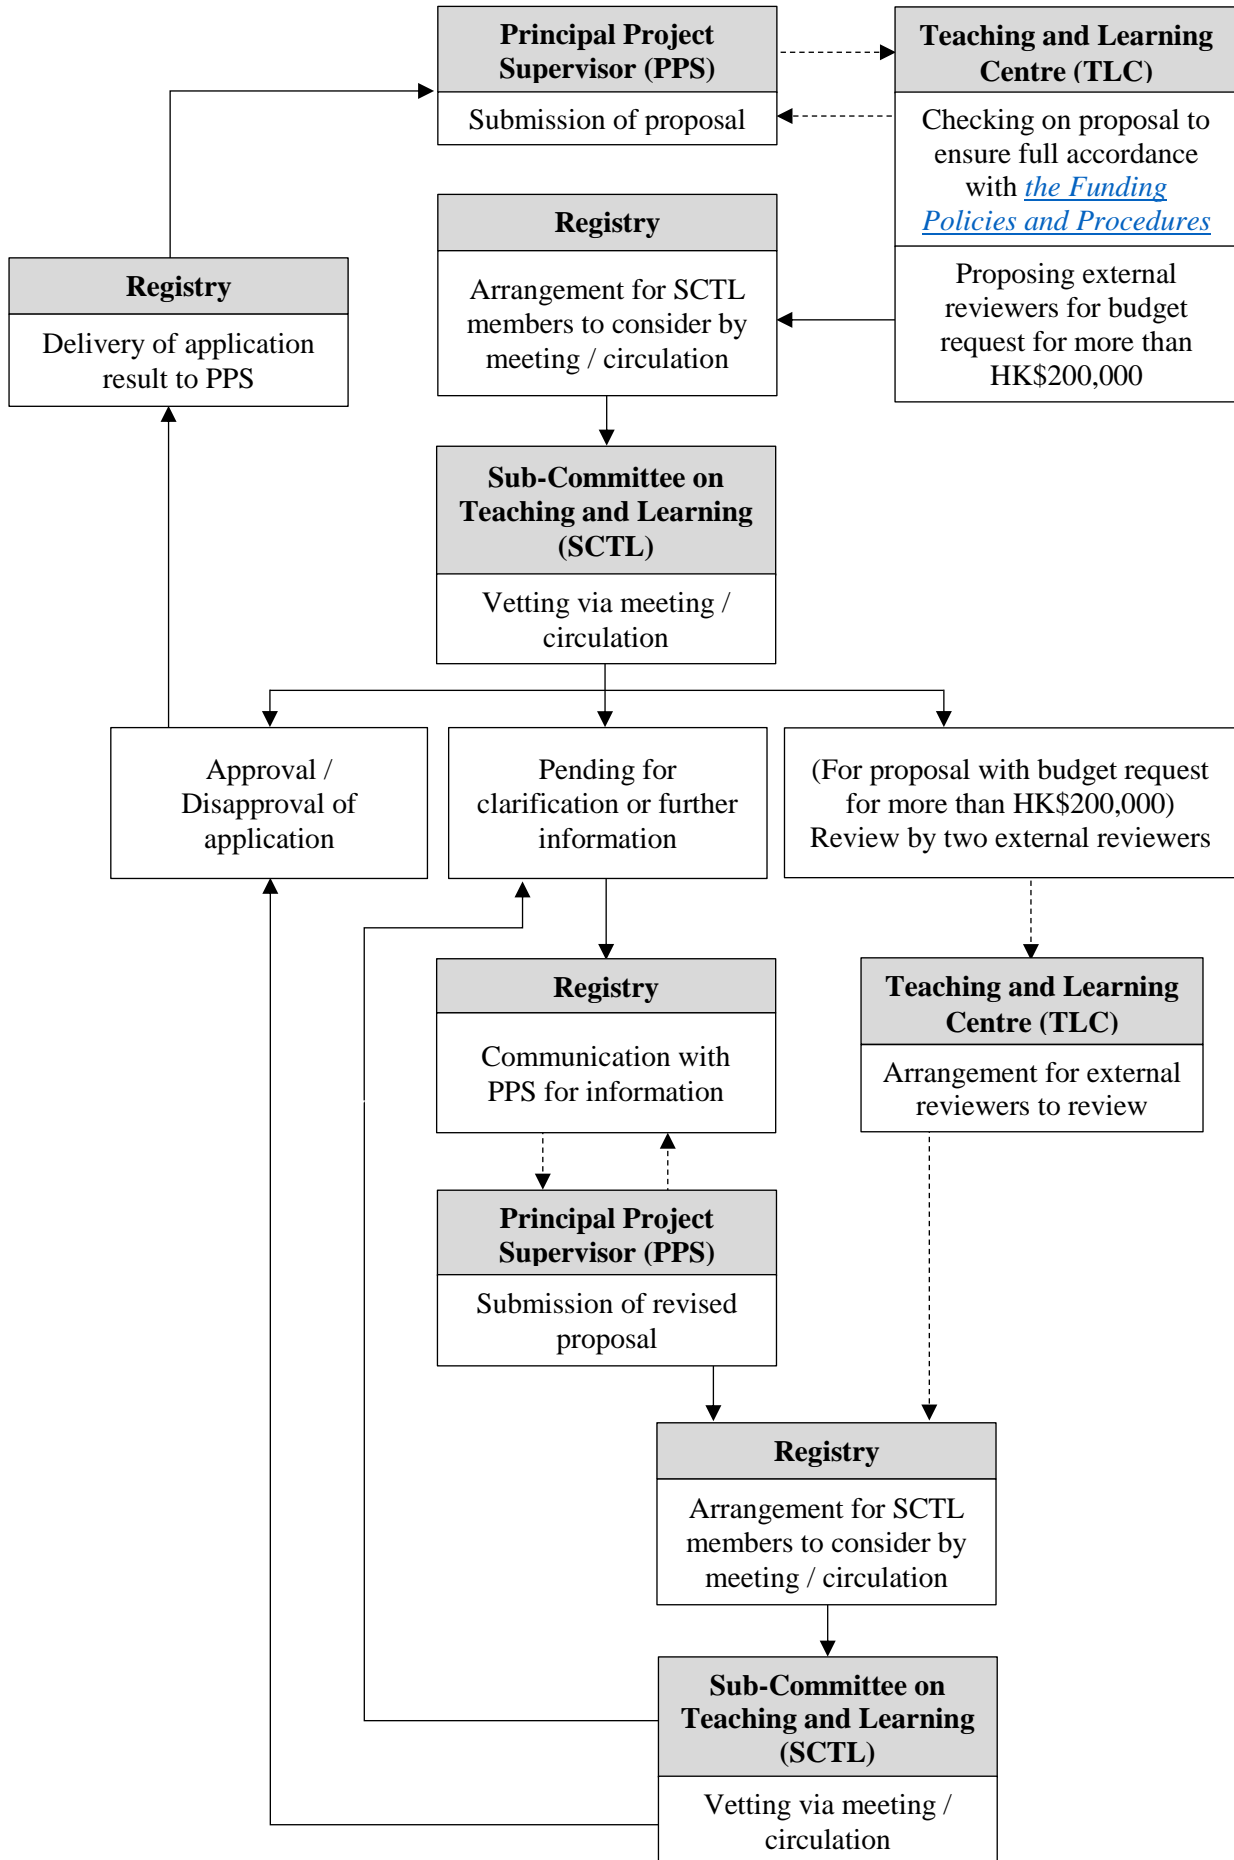 Principal Project
Supervisor (PPS)
Submission of proposal
Teaching and Learning
Centre (TLC)
Checking on proposal to
ensure full accordance
with the Funding
Policies and Procedures
Proposing external
reviewers for budget
request for more than
HK$200,000
Registry
Arrangement for SCTL
members to consider by
meeting / circulation
Registry
Delivery of application
result to PPS
Sub-Committee on
Teaching and Learning
(SCTL)
Vetting via meeting /
circulation
Approval /
Disapproval of
application
Pending for
clarification or further
information
(For proposal with budget request
for more than HK$200,000)
Review by two external reviewers
Registry
Communication with
PPS for information
Teaching and Learning
Centre (TLC)
Arrangement for external
reviewers to review
Principal Project
Supervisor (PPS)
Submission of revised
proposal
Registry
Arrangement for SCTL
members to consider by
meeting / circulation
Sub-Committee on
Teaching and Learning
(SCTL)
Vetting via meeting /
circulation